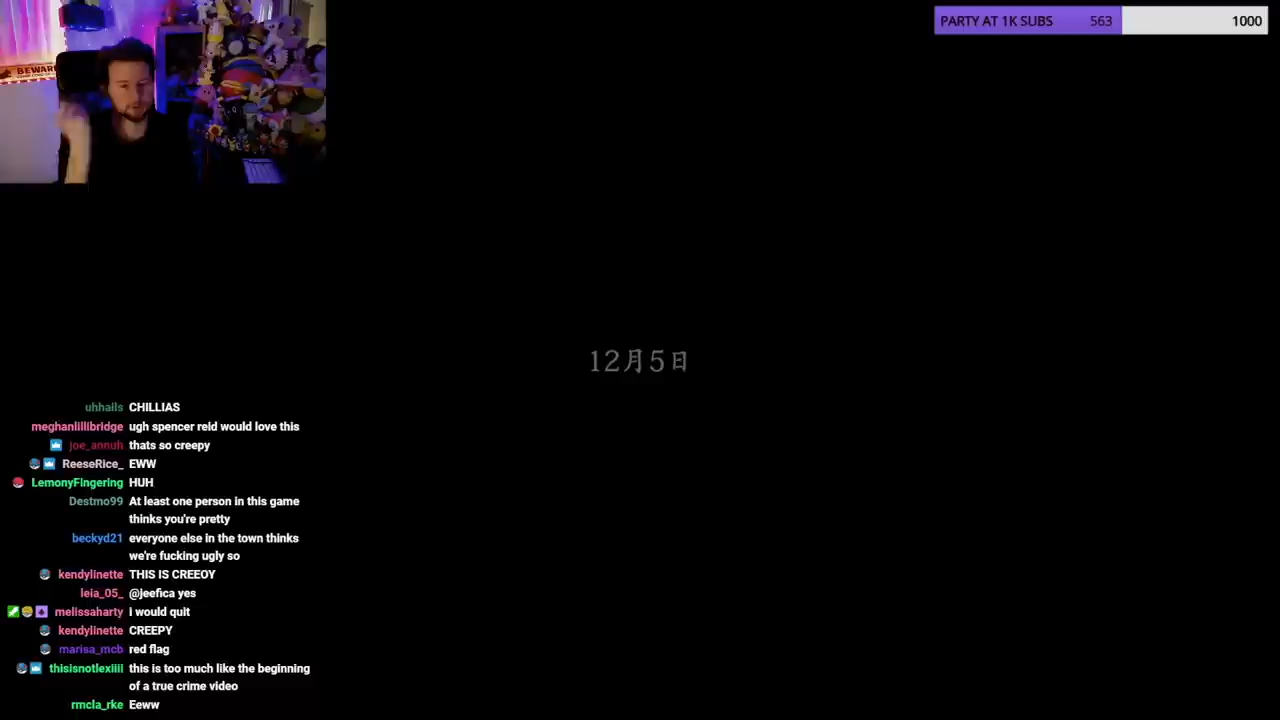 BEWARE
PARTY AT 1K SUBS 563 1000
12月5日
uhhails CHILLIAS
meghanlillibridge ugh spencer reid would love this
joe_annuh thats so creepy
ReeseRice_ EWW
LemonyFlngering HUH
Destmo99 At least one person in this game
thinks you're pretty
beckyd21 everyone else in the town thinks
we're fucking ugly so
kendylinette THIS IS CREEOY
leia_05_ @jeefica yes
melissaharty i would quit
kendylinette CREEPY
marisa_mcb red flag
thisisnotlexiiii this is too much like the beginning
of a true crime video
rmcla_rke Eeww